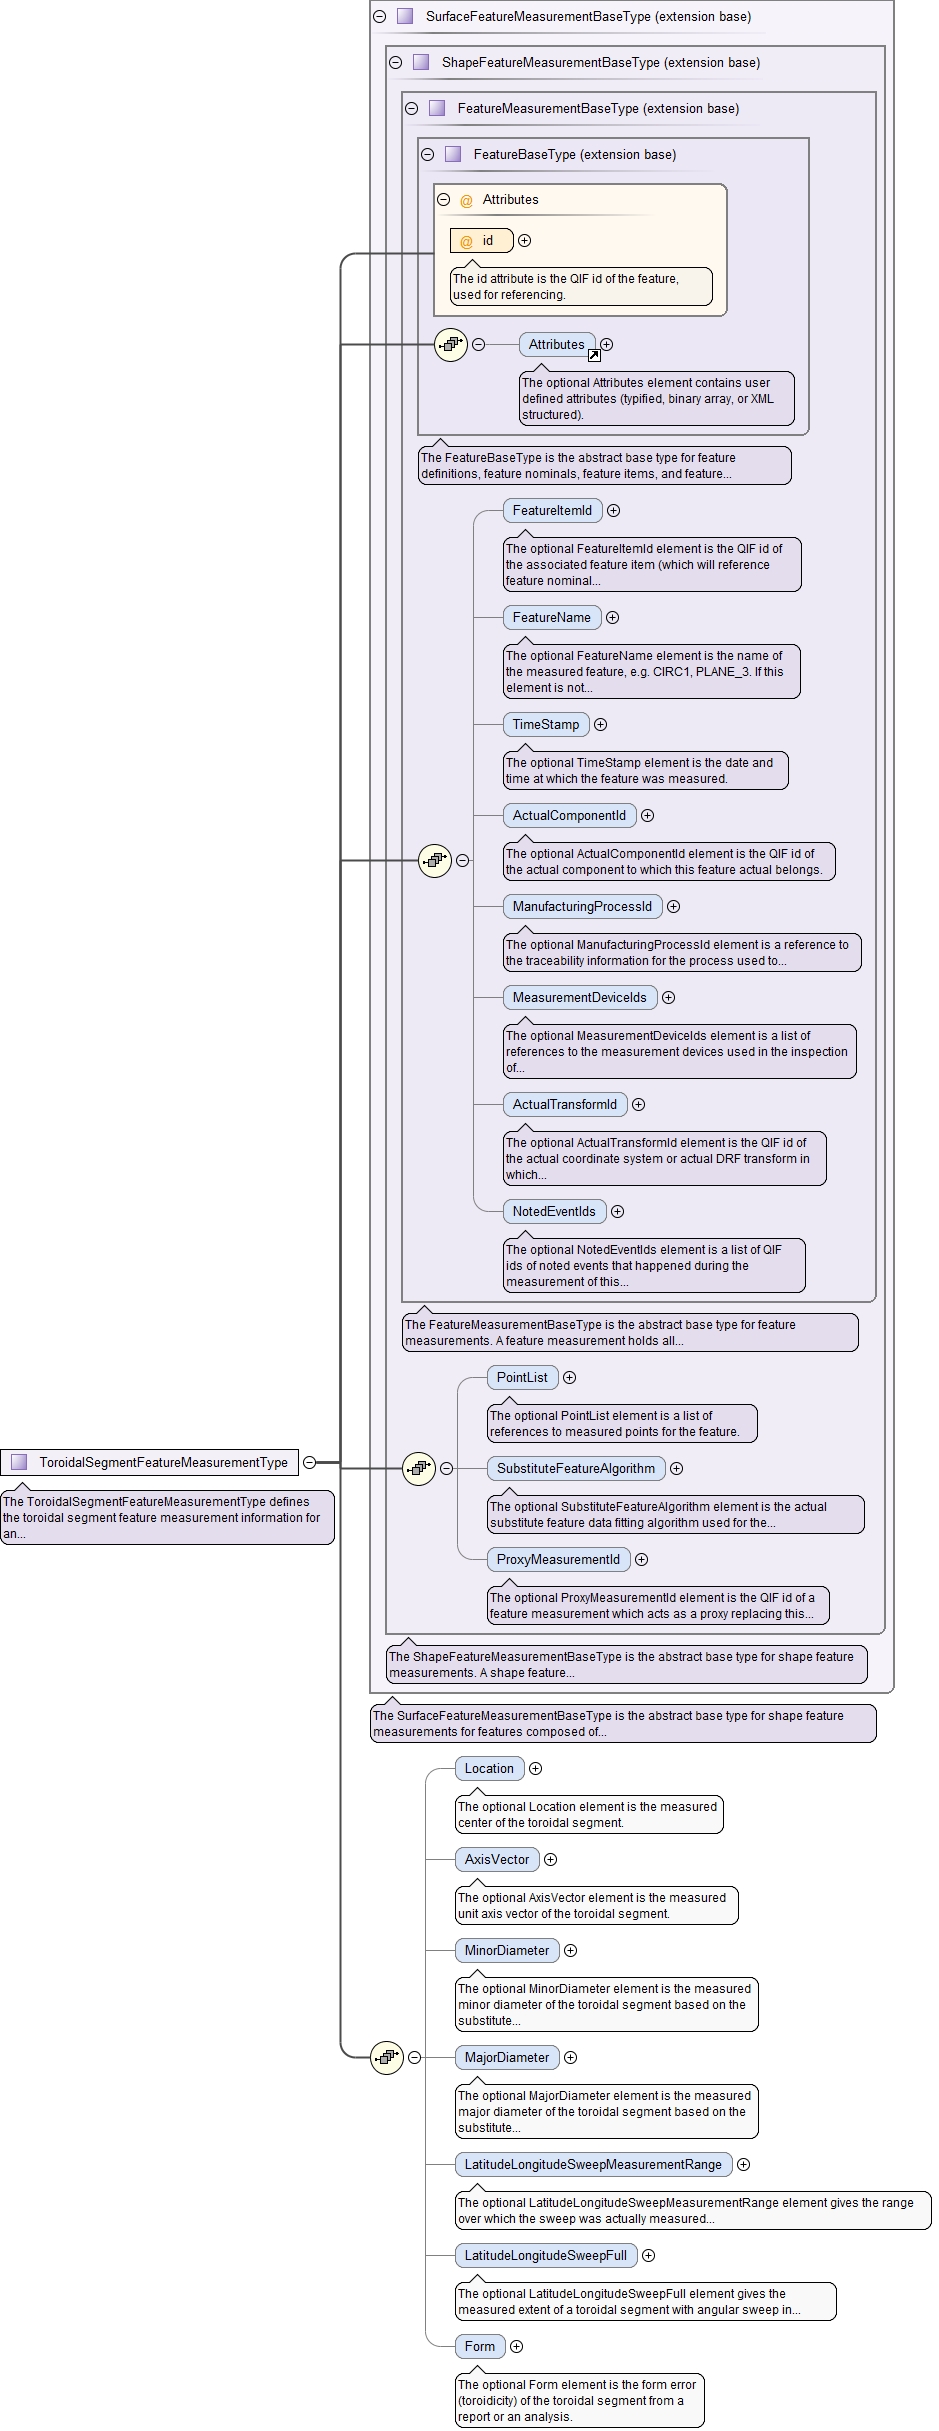 SurfaceFeatureMeasurementBaseType (extension base)
ShapeFeatureMeasurementBaseType (extension base)
FeatureMeasurementBaseType (extension base)
FeatureBaseType (extension base)
@ Attributes
@ id
The id attribute is the QIF id of the feature,
used for referencing.
Attributes
The optional Attributes element contains user
defined attributes (typified, binary array, or XML
structured).
The FeatureBaseType is the abstract base type for feature
definitions, feature nominals, feature items, and feature...
FeatureItemId
The optional FeatureItemId element is the QIF id of
the associated feature item (which will reference
feature nominal...
FeatureName
The optional FeatureName element is the name of
the measured feature, e.g. CIRC1, PLANE_3. If this
element is not...
TimeStamp
The optional TimeStamp element is the date and
time at which the feature was measured.
ActualComponentId
The optional ActualComponentId element is the QIF id of
the actual component to which this feature actual belongs.
ManufacturingProcessId
The optional ManufacturingProcessId element is a reference to
the traceability information for the process used to...
MeasurementDeviceIds
The optional MeasurementDeviceIds element is a list of
references to the measurement devices used in the inspection
of...
ActualTransformId
The optional ActualTransformId element is the QIF id of
the actual coordinate system or actual DRF transform in
which...
NotedEventIds
The optional NotedEventIds element is a list of QIF
ids of noted events that happened during the
measurement of this...
The FeatureMeasurementBaseType is the abstract base type for feature
measurements. A feature measurement holds all...
PointList
The optional PointList element is a list of
references to measured points for the feature.
ToroidalSegmentFeatureMeasurementType
The ToroidalSegmentFeatureMeasurementType defines
the toroidal segment feature measurement information for
an...
SubstituteFeatureAlgorithm
The optional SubstituteFeatureAlgorithm element is the actual
substitute feature data fitting algorithm used for the...
ProxyMeasurementId
The optional ProxyMeasurementId element is the QIF id of a
feature measurement which acts as a proxy replacing this...
The ShapeFeatureMeasurementBaseType is the abstract base type for shape feature
measurements. A shape feature...
The SurfaceFeatureMeasurementBaseType is the abstract base type for shape feature
measurements for features composed of...
Location
The optional Location element is the measured
center of the toroidal segment.
AxisVector
The optional AxisVector element is the measured
unit axis vector of the toroidal segment.
MinorDiameter
The optional MinorDiameter element is the measured
minor diameter of the toroidal segment based on the
substitute...
MajorDiameter
The optional MajorDiameter element is the measured
major diameter of the toroidal segment based on the
substitute...
LatitudeLongitudeSweepMeasurementRange
The optional LatitudeLongitudeSweepMeasurementRange element gives the range
over which the sweep was actually measured...
LatitudeLongitudeSweepFull
The optional LatitudeLongitudeSweepFull element gives the
measured extent of a toroidal segment with angular sweep in...
Form
The optional Form element is the form error
(toroidicity) of the toroidal segment from a
report or an analysis.